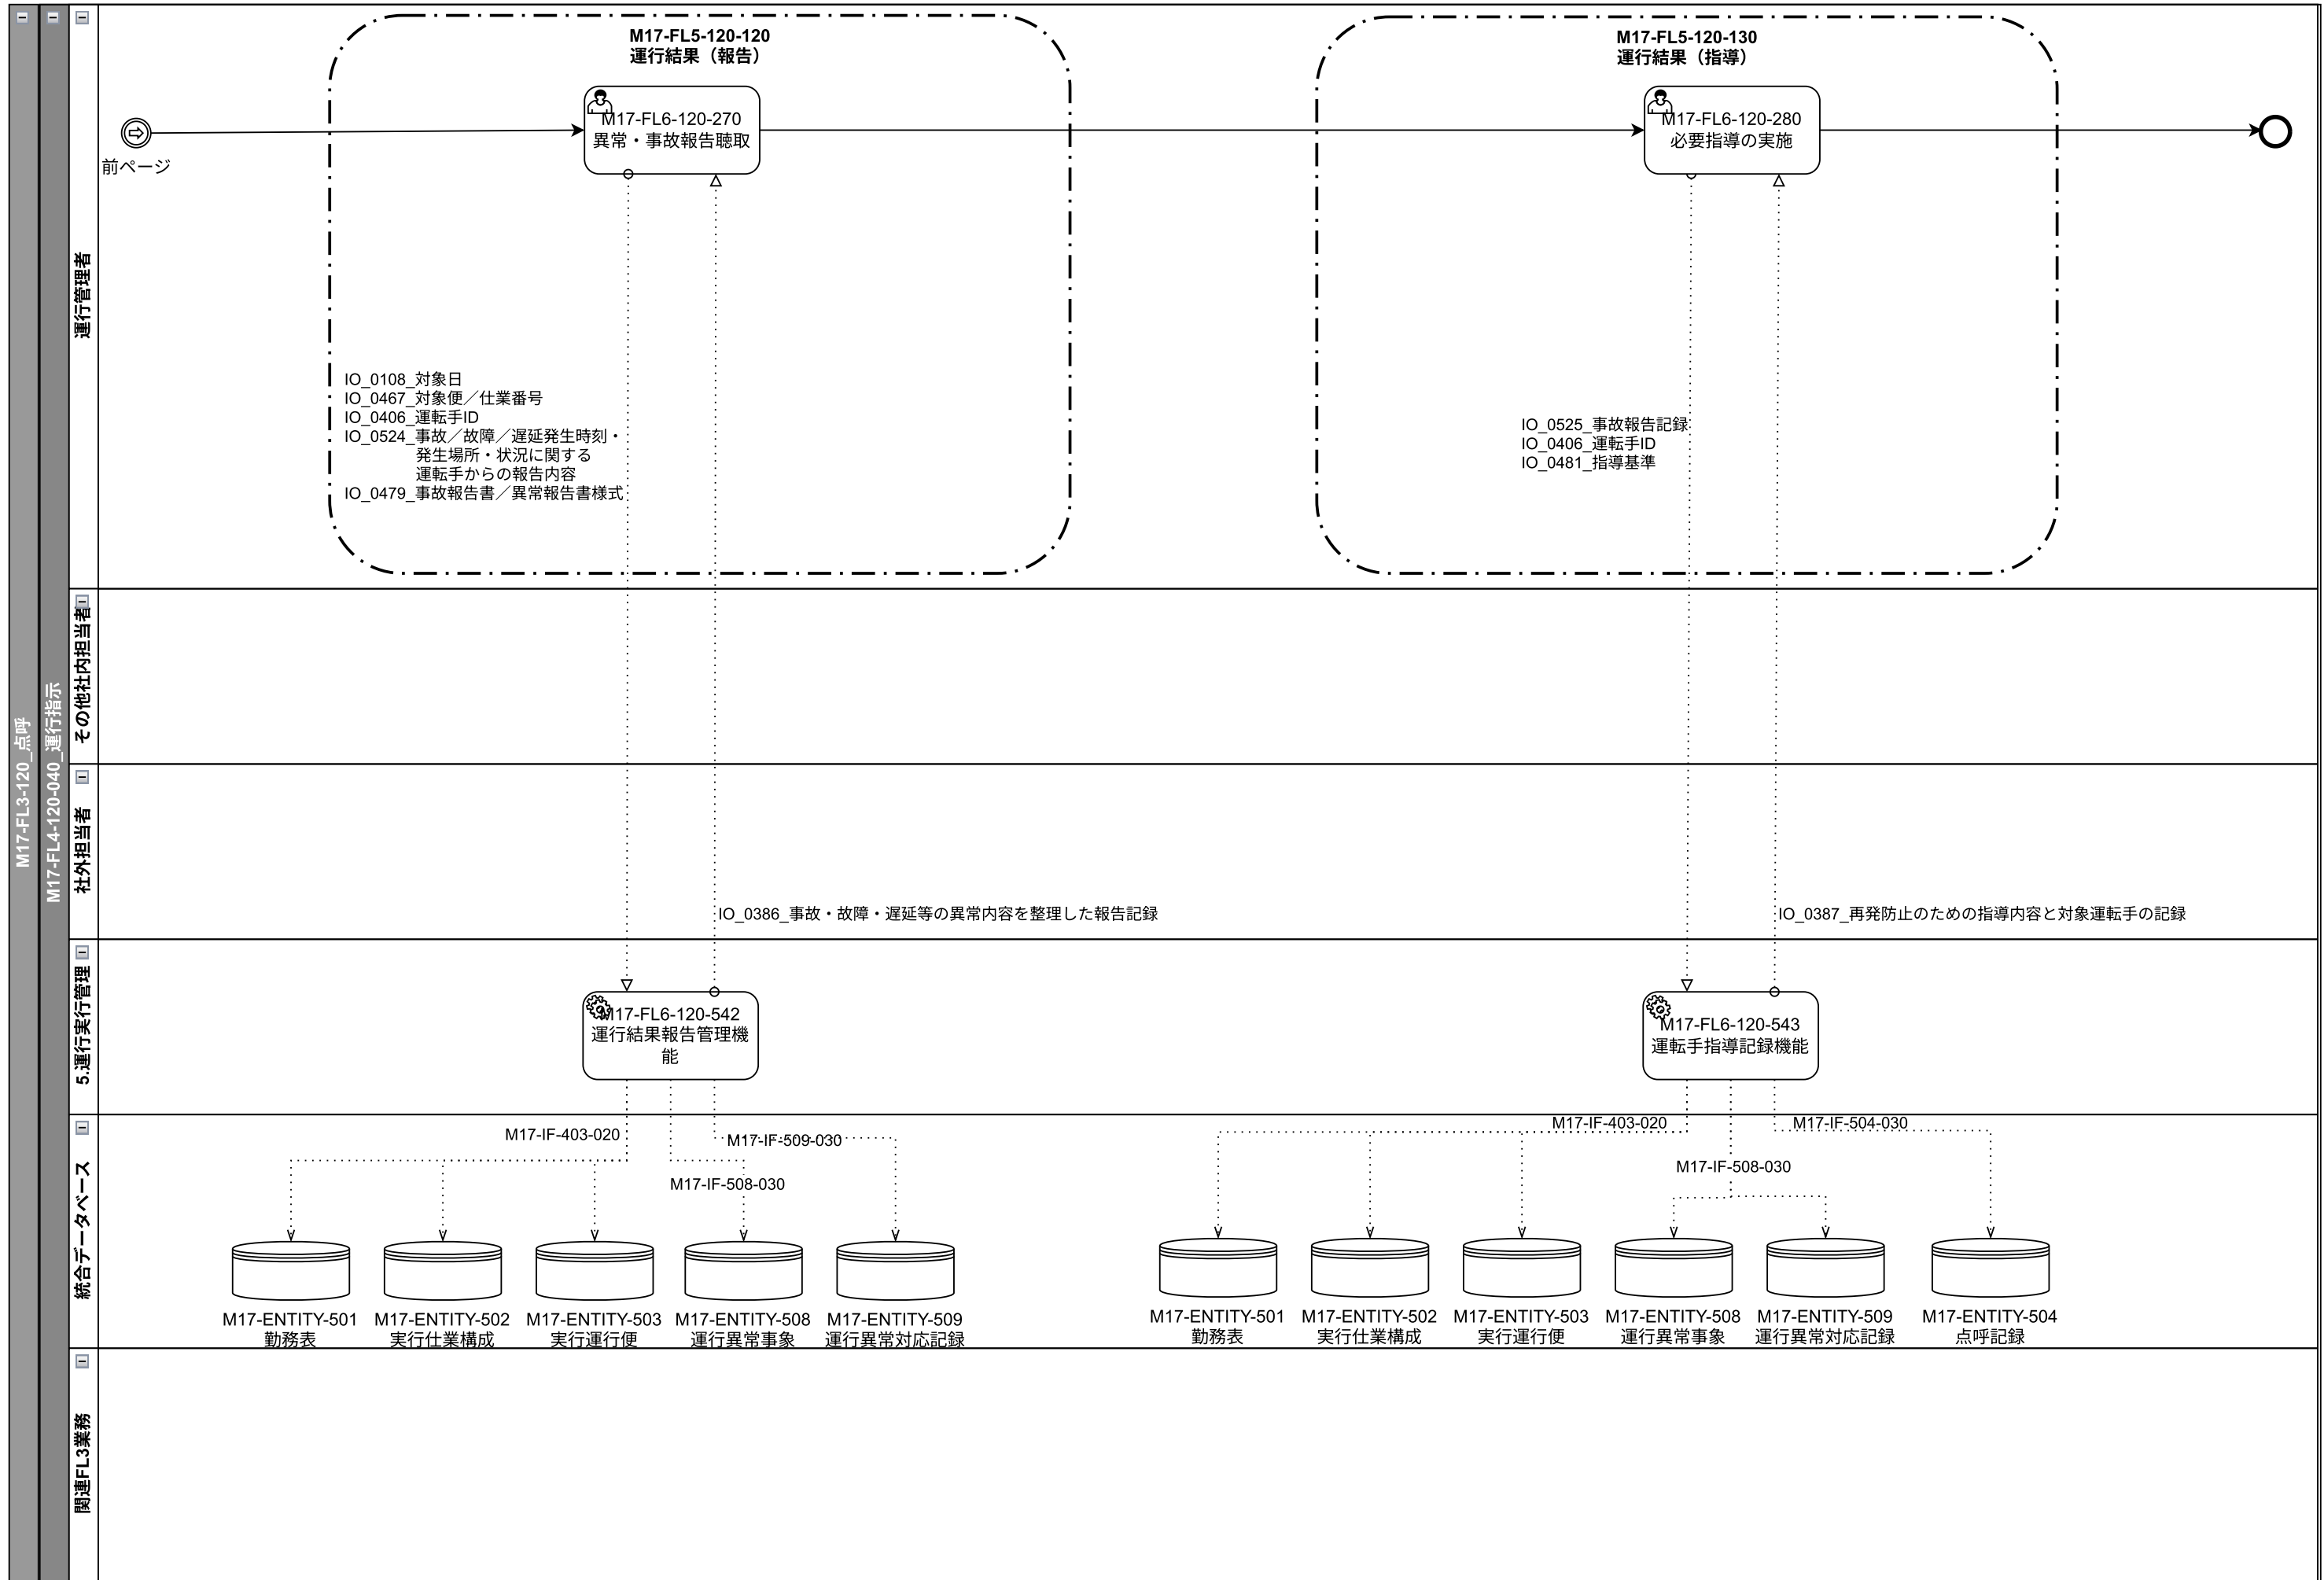 M17-FL3-120_点呼
M17-FL4-120-040_運行指示
運行管理者
M17-FL5-120-120
運行結果（報告）
M17-FL5-120-130
運行結果（指導）
前ページ
M17-FL6-120-270
異常・事故報告聴取
M17-FL6-120-280
必要指導の実施
IO_0108_対象日
IO_0467_対象便／仕業番号
IO_0406_運転手ID
IO_0524_事故／故障／遅延発生時刻・
発生場所・状況に関する
運転手からの報告内容
IO_0479_事故報告書／異常報告書様式
IO_0525_事故報告記録
IO_0406_運転手ID
IO_0481_指導基準
その他社内担当者
社外担当者
IO_0386_事故・故障・遅延等の異常内容を整理した報告記録
IO_0387_再発防止のための指導内容と対象運転手の記録
5.運行実行管理
M17-FL6-120-542
運行結果報告管理機
能
M17-FL6-120-543
運転手指導記録機能
統合データベース
M17-IF-403-020
M17-IF-509-030
M17-IF-508-030
M17-IF-403-020
M17-IF-504-030
M17-IF-508-030
M17-ENTITY-501
勤務表
M17-ENTITY-502
実行仕業構成
M17-ENTITY-503
実行運行便
M17-ENTITY-508
運行異常事象
M17-ENTITY-509
運行異常対応記録
M17-ENTITY-501
勤務表
M17-ENTITY-502
実行仕業構成
M17-ENTITY-503
実行運行便
M17-ENTITY-508
運行異常事象
M17-ENTITY-509
運行異常対応記録
M17-ENTITY-504
点呼記録
関連FL3業務